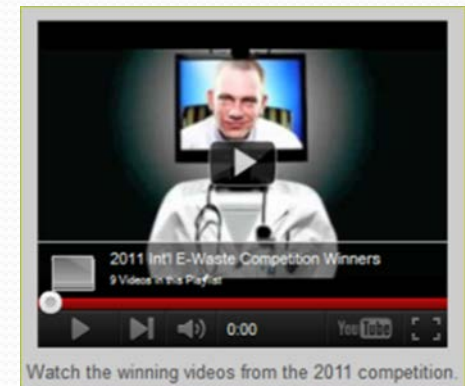 2011 Int'l E-Waste Competition Winners
9 Videos in this Playlist
0:00
YouTube
Watch the winning videos from the 2011 competition.